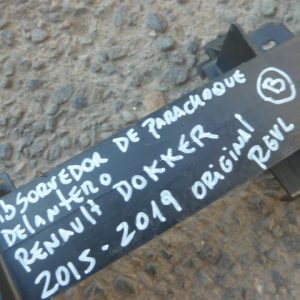 ABSORVEDOR DE PARACHOQUE
DELANTERO
RENAULT DOKKER
2015-2019 ORIGINAL
B
RGVL